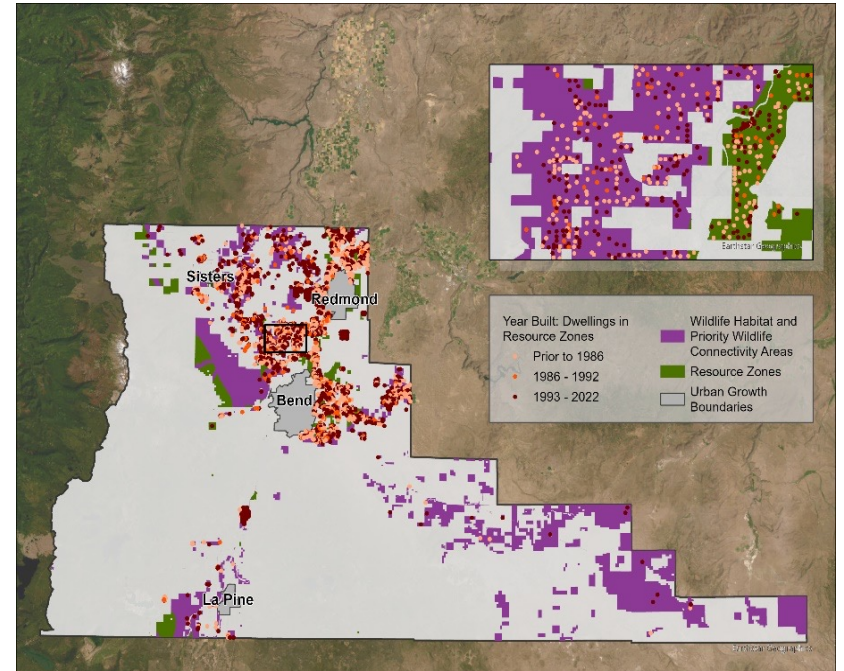 Sisters
Redmond
Bend
La Pine
Year Built: Dwellings in
Resource Zones
Prior to 1986
1986 - 1992
1993 - 2022
Wildlife Habitat and
Priority Wildlife
Connectivity Areas
Resource Zones
Urban Growth
Boundaries